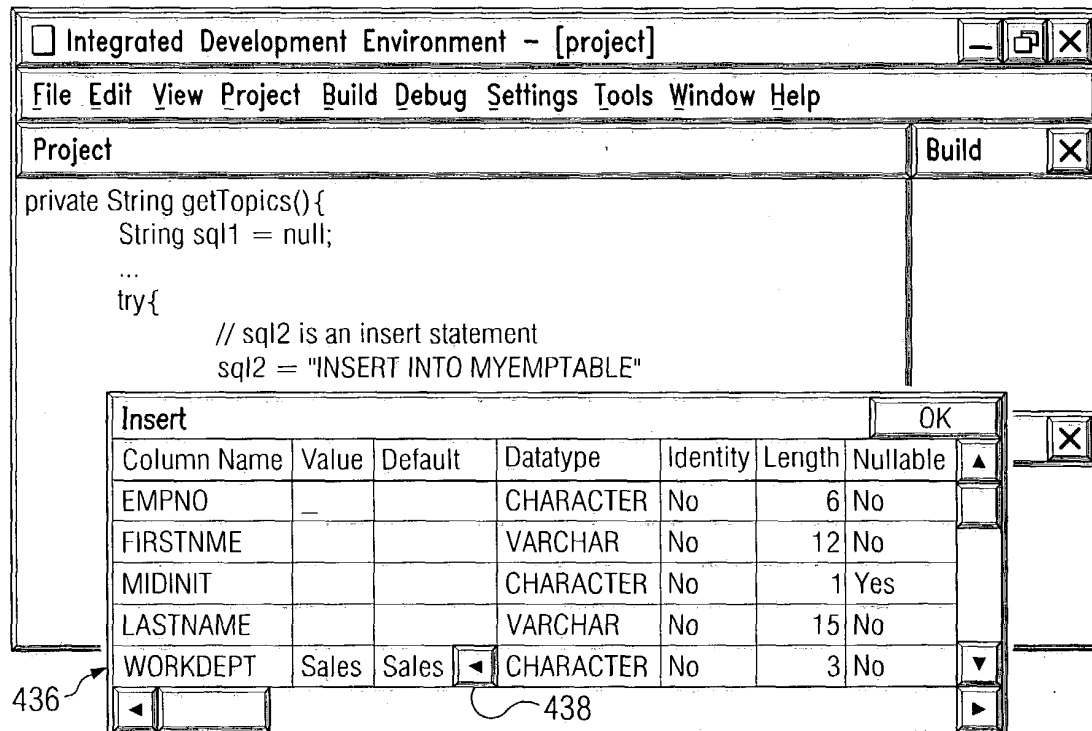 Integrated Development Environment – [project]
File Edit View Project Build Debug Settings Tools Window Help
Project Build
private String getTopics(){
String sql1 = null;
...
try{
// sql2 is an insert statement
sql2 = "INSERT INTO MYEMPTABLE"
Insert OK
Column Name Value Default Datatype Identity Length Nullable
EMPNO _ CHARACTER No 6 No
FIRSTNME VARCHAR No 12 No
MIDINIT CHARACTER No 1 Yes
LASTNAME VARCHAR No 15 No
WORKDEPT Sales Sales CHARACTER No 3 No
436 438